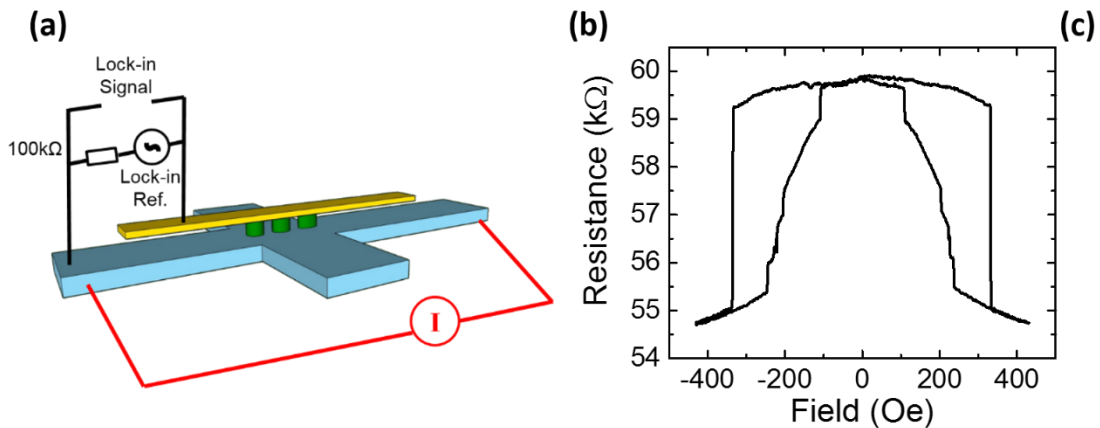 (a)
Lock-in
Signal
100kΩ
Lock-in
Ref.
I
(b)
Resistance (kΩ)
60
59
58
57
56
55
54
-400 -200 0 200 400
Field (Oe)
(c)